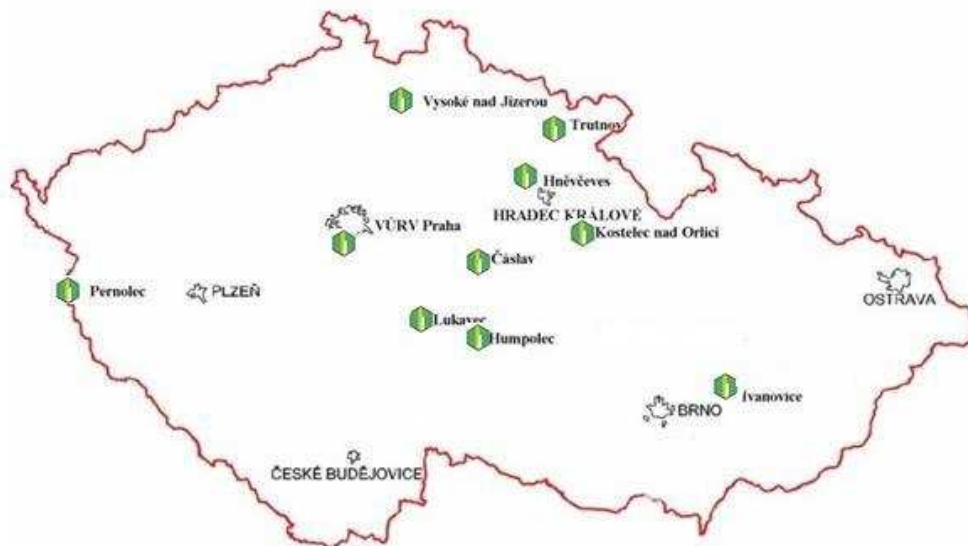 Vysoké nad Jizerou
Trutnov
Hněvčeves
HRADEC KRÁLOVÉ
VÚRV Praha
Kostelec nad Orlicí
Čáslav
Pernolec
PLZEŇ
OSTRAVA
Lukavec
Humpolec
Ivanovice
BRNO
ČESKÉ BUDĚJOVICE